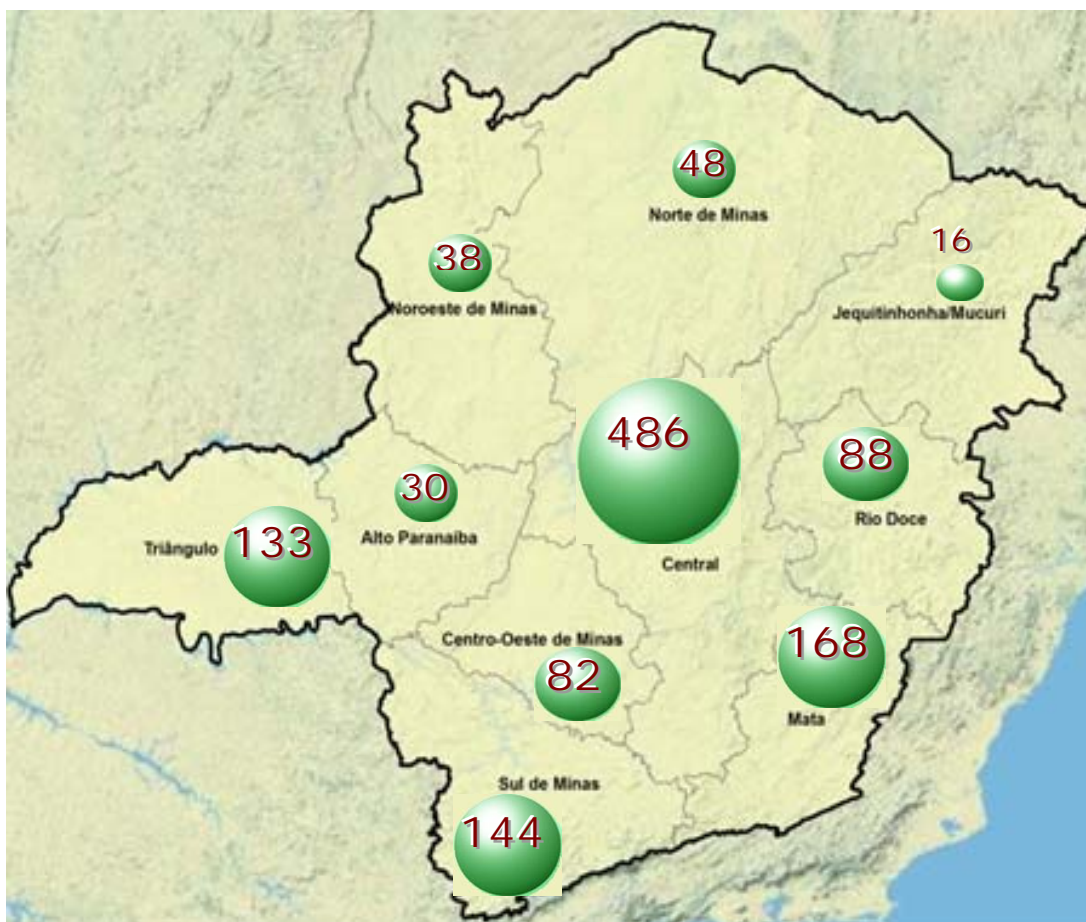 48
Norte de Minas
16
38
Noroeste de Minas
Jequitinhonha/Mucuri
486
88
30
Rio Doce
Alto Paranaíba
133
Triângulo
Central
Centro-Oeste de Minas
168
82
Mata
Sul de Minas
144